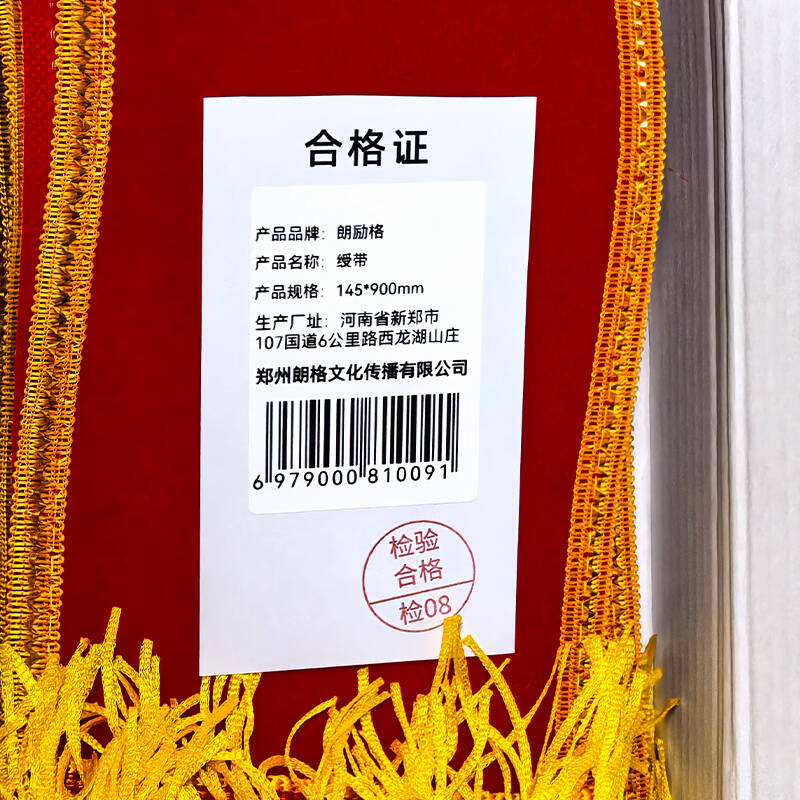 合格证
产品品牌：朗励格
产品名称：绶带
产品规格：145*900mm
生产厂址：河南省新郑市
107国道6公里路西龙湖山庄
郑州朗格文化传播有限公司
6 979000 810091
检验
合格
检08